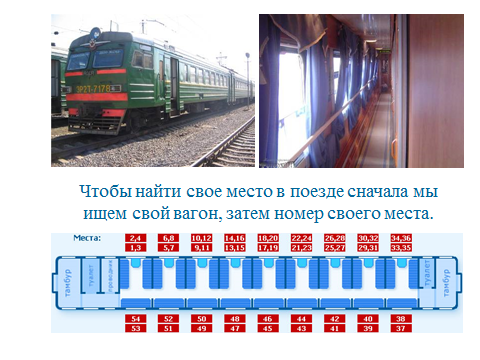 ЭР2Т-7178
Чтобы найти свое место в поезде сначала мы
ищем свой вагон, затем номер своего места.
Места: 2,4 6,8 10,12 14,16 18,20 22,24 26,28 30,32 34,36
1,3 5,7 9,11 13,15 17,19 21,23 25,27 29,31 33,35
тамбур туалет проводник туалет тамбур
54 52 50 48 46 44 42 40 38
53 51 49 47 45 43 41 39 37